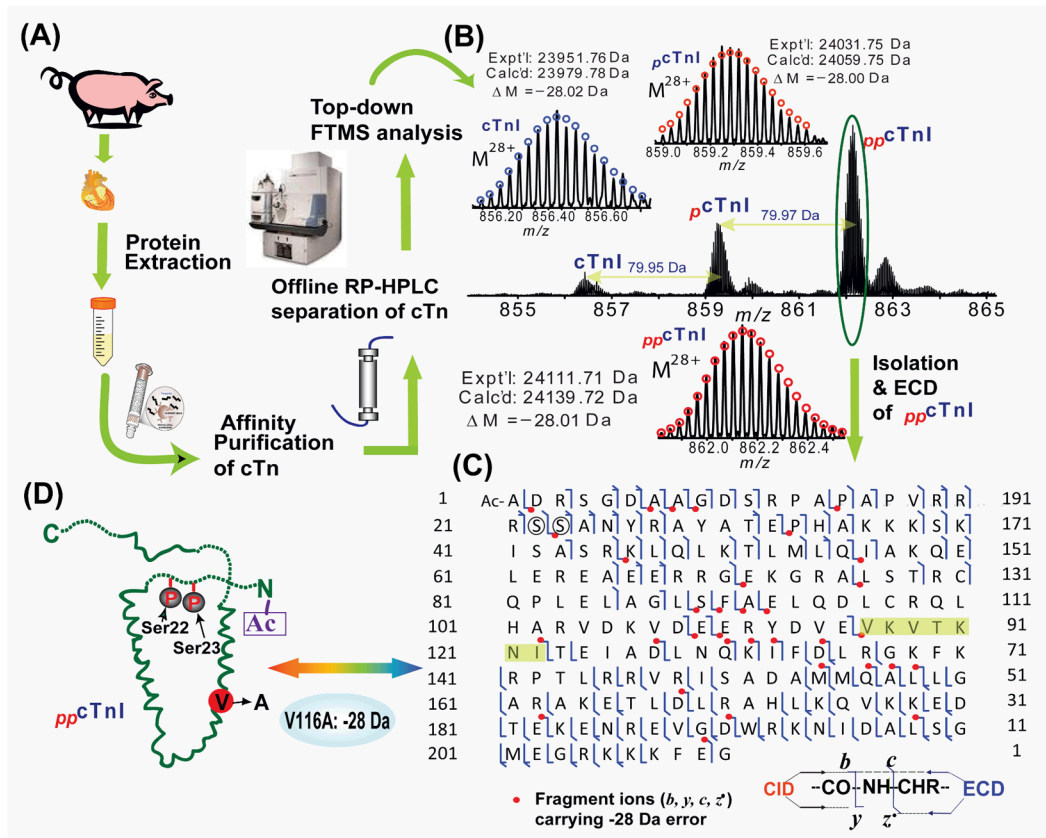 (A)
Protein
Extraction
Affinity
Purification
of cTn
Offline RP-HPLC
separation of cTn
Top-down
FTMS analysis
(B)
Expt'l: 23951.76 Da
Calc'd: 23979.78 Da
Δ M = −28.02 Da
cTnI
M28+
856.20 856.40 856.60
m/z
pcTnI
M28+
Expt'l: 24031.75 Da
Calc'd: 24059.75 Da
Δ M = −28.00 Da
859.0 859.2 859.4 859.6
m/z
ppcTnI
pcTnI
79.97 Da
cTnI
79.95 Da
855 857 859 861 863 865
m/z
ppcTnI
M28+
Expt'l: 24111.71 Da
Calc'd: 24139.72 Da
Δ M = −28.01 Da
862.0 862.2 862.4
m/z
Isolation
& ECD
of ppcTnI
(C)
1 Ac- A D R S G D A A G D S R P A P A P V R R 191
21 R S S A N Y R A Y A T E P H A K K K S K 171
41 I S A S R K L Q L K T L M L Q I A K Q E 151
61 L E R E A E E R R G E K G R A L S T R C 131
81 Q P L E L A G L S F A E L Q D L C R Q L 111
101 H A R V D K V D E E R Y D V E V K V T K 91
121 N I T E I A D L N Q K I F D L R G K F K 71
141 R P T L R R V R I S A D A M M Q A L L G 51
161 A R A K E T L D L R A H L K Q V K K E D 31
181 T E K E N R E V G D W R K N I D A L S G 11
201 M E G R K K K F E G 1
Fragment ions (b, y, c, z•)
carrying -28 Da error
b c
CID --CO-NH-CHR-- ECD
y z•
(D)
C
N
Ac
P P
Ser22
Ser23
V A
ppcTnI
V116A: -28 Da